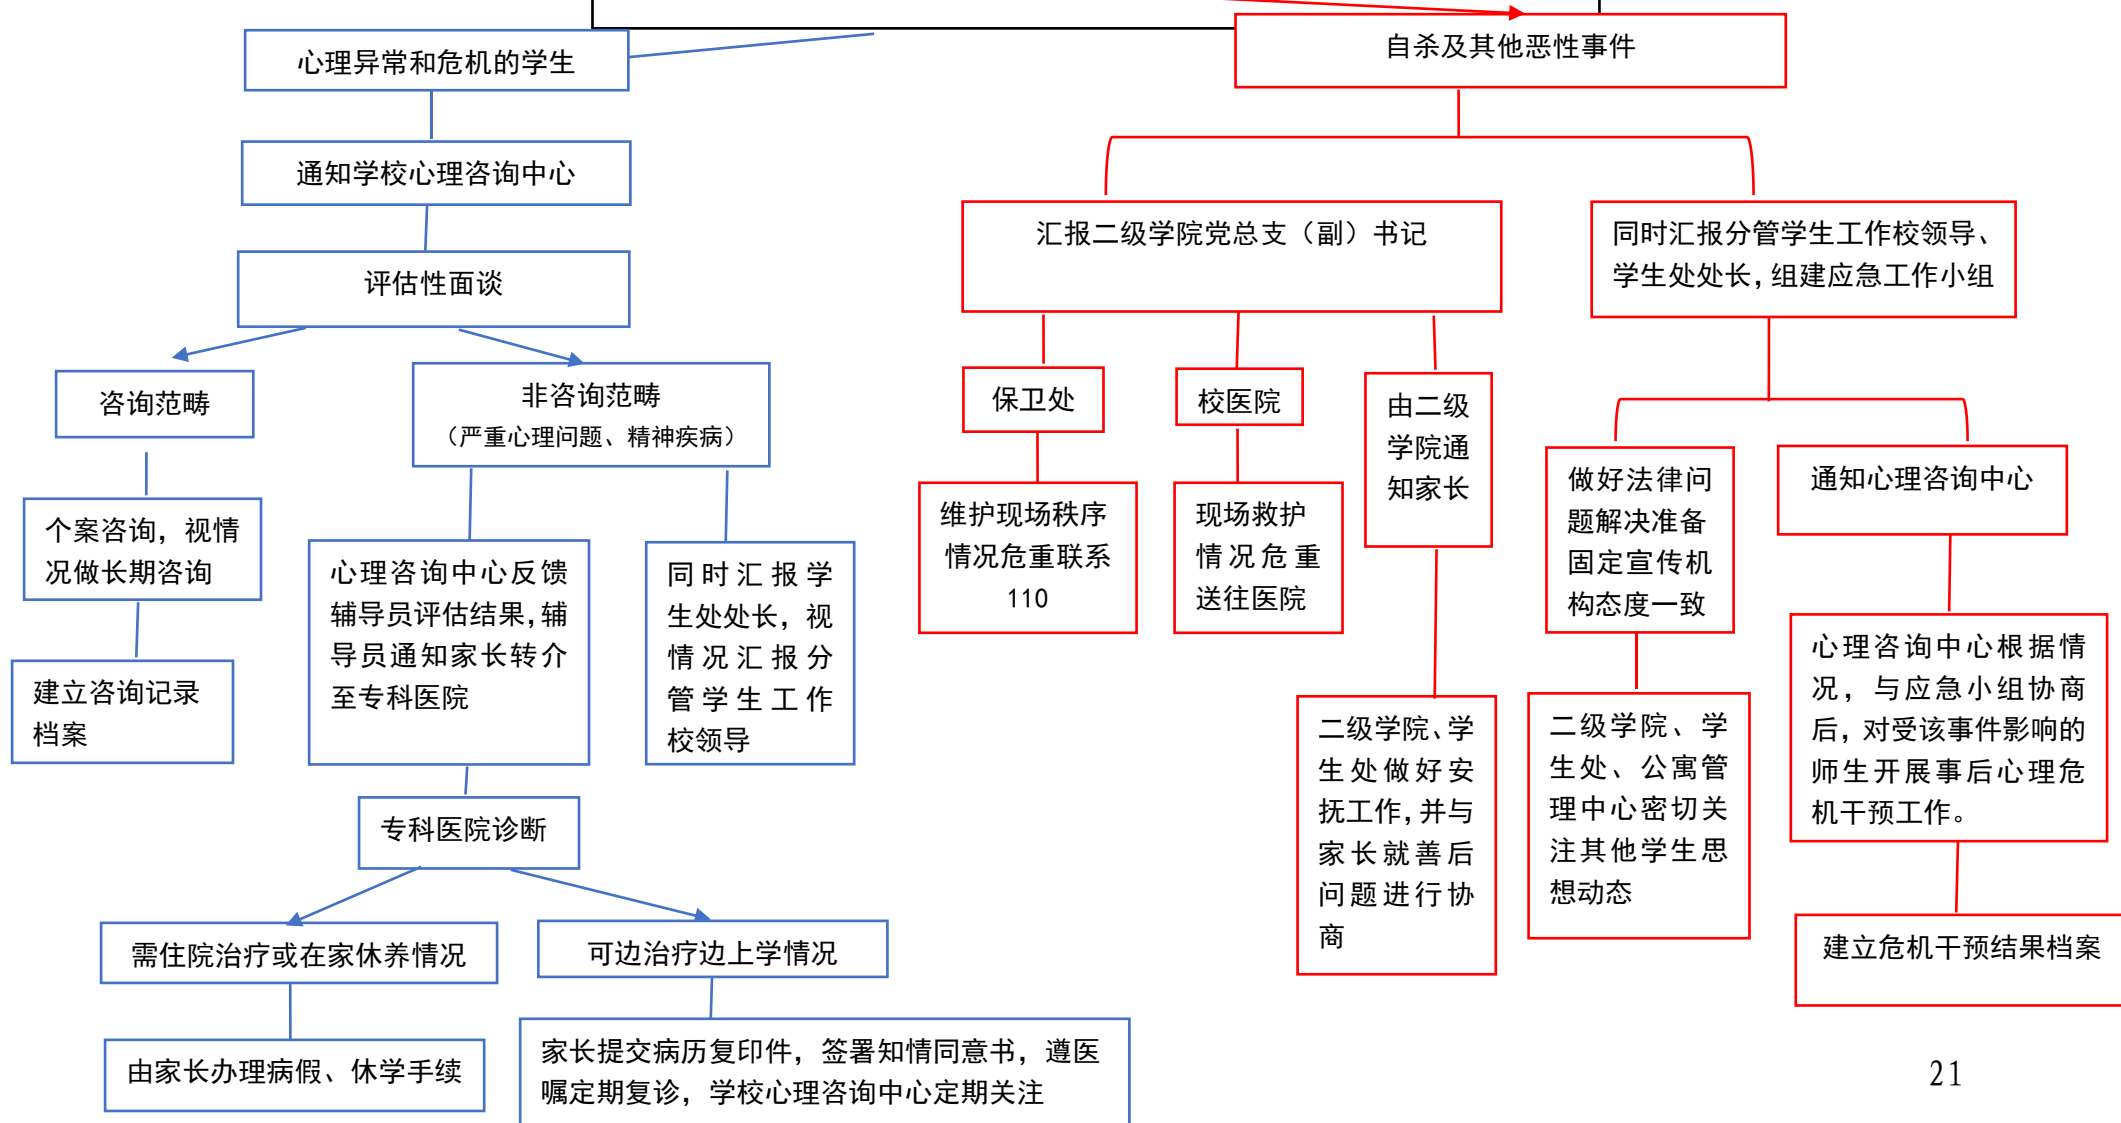 心理异常和危机的学生
通知学校心理咨询中心
评估性面谈
咨询范畴
个案咨询，视情
况做长期咨询
建立咨询记录
档案
非咨询范畴
（严重心理问题、精神疾病）
心理咨询中心反馈
辅导员评估结果，辅
导员通知家长转介
至专科医院
同时汇报学
生处处长，视
情况汇报分
管学生工作
校领导
专科医院诊断
需住院治疗或在家休养情况
由家长办理病假、休学手续
可边治疗边上学情况
家长提交病历复印件，签署知情同意书，遵医
嘱定期复诊，学校心理咨询中心定期关注
自杀及其他恶性事件
汇报二级学院党总支（副）书记
保卫处
维护现场秩序
情况危重联系
110
校医院
现场救护
情况危重
送往医院
由二级
学院通
知家长
二级学院、学
生处做好安
抚工作，并与
家长就善后
问题进行协
商
同时汇报分管学生工作校领导、
学生处处长，组建应急工作小组
做好法律问
题解决准备
固定宣传机
构态度一致
二级学院、学
生处、公寓管
理中心密切关
注其他学生思
想动态
通知心理咨询中心
心理咨询中心根据情
况，与应急小组协商
后，对受该事件影响的
师生开展事后心理危
机干预工作。
建立危机干预结果档案
21